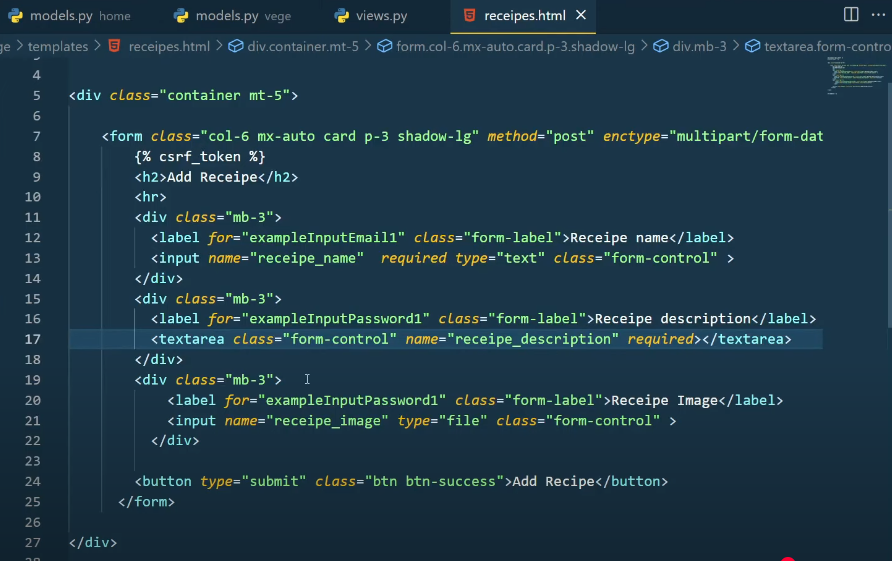 models.py home models.py vege views.py receipes.html
ge > templates > receipes.html > div.container.mt-5 > form.col-6.mx-auto.card.p-3.shadow-lg > div.mb-3 > textarea.form-contro
4
5 <div class="container mt-5">
6
7 <form class="col-6 mx-auto card p-3 shadow-lg" method="post" enctype="multipart/form-dat
8 {% csrf_token %}
9 <h2>Add Receipe</h2>
10 <hr>
11 <div class="mb-3">
12 <label for="exampleInputEmail1" class="form-label">Receipe name</label>
13 <input name="receipe_name"  required type="text" class="form-control" >
14 </div>
15 <div class="mb-3">
16 <label for="exampleInputPassword1" class="form-label">Receipe description</label>
17 <textarea class="form-control" name="receipe_description" required></textarea>
18 </div>
19 <div class="mb-3">
20 <label for="exampleInputPassword1" class="form-label">Receipe Image</label>
21 <input name="receipe_image" type="file" class="form-control" >
22 </div>
23
24 <button type="submit" class="btn btn-success">Add Recipe</button>
25 </form>
26
27 </div>